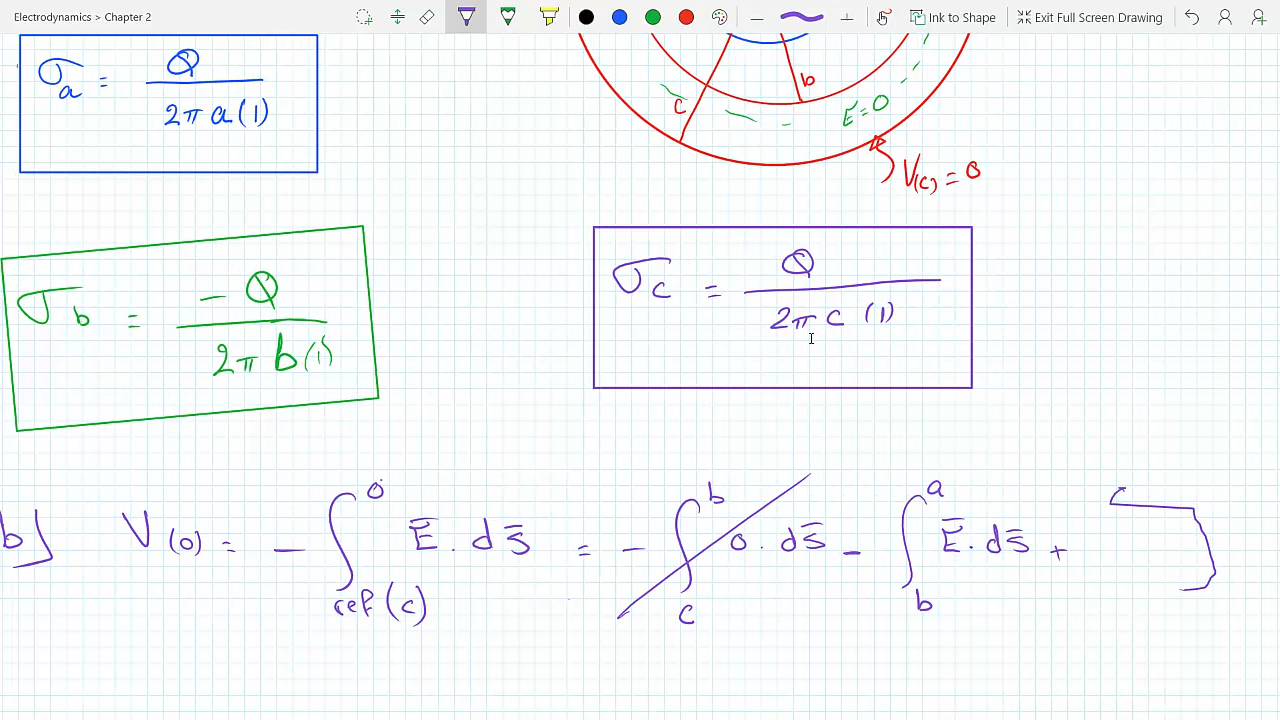 Electrodynamics > Chapter 2
Ink to Shape
Exit Full Screen Drawing
σa = Q / 2π a(1)
b
c
E=0
V(c) = 0
σb = -Q / 2π b(1)
σc = Q / 2π c (1)
b] V(0) = - ∫ref(c)^0 E̅ . ds̅ = - ∫c^b 0 . ds̅ - ∫b^a E̅ . ds̅ +